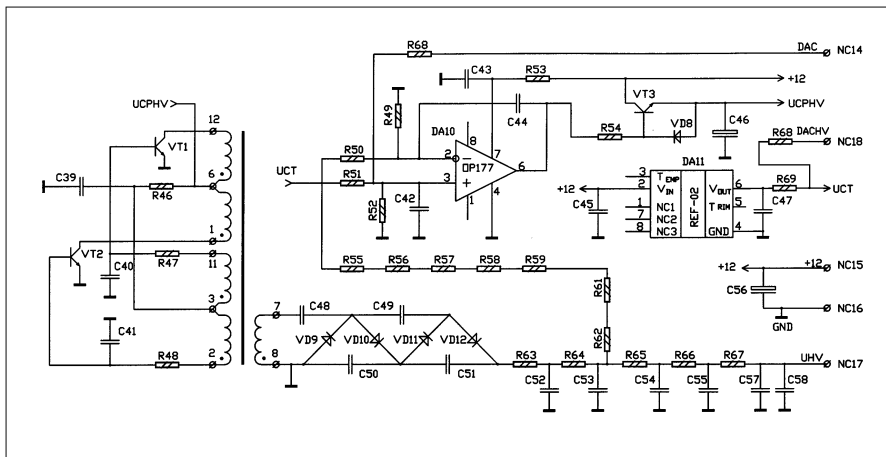 R68
DAC
NC14
C43
R53
+12
UCPHV
R49
C44
VT3
UCPHV
12
VT1
DA10
8
R54
VD8
C46
R68
DACHV
NC18
R50
2
7
OP177
6
DA11
C39
6
R46
UCT
R51
3
1
4
R52
C42
+12
3
TEMP
2
VIN
VOUT
6
R69
UCT
C45
1
NC1
7
NC2
8
NC3
REF-02
TRIM
5
GND
4
C47
1
VT2
11
R47
C40
R55
R56
R57
R58
R59
+12
+12
NC15
C56
NC16
GND
3
R61
7
C48
C49
C41
VD9
VD10
VD11
VD12
R62
2
R48
8
C50
C51
R63
R64
R65
R66
R67
UHV
NC17
C52
C53
C54
C55
C57
C58